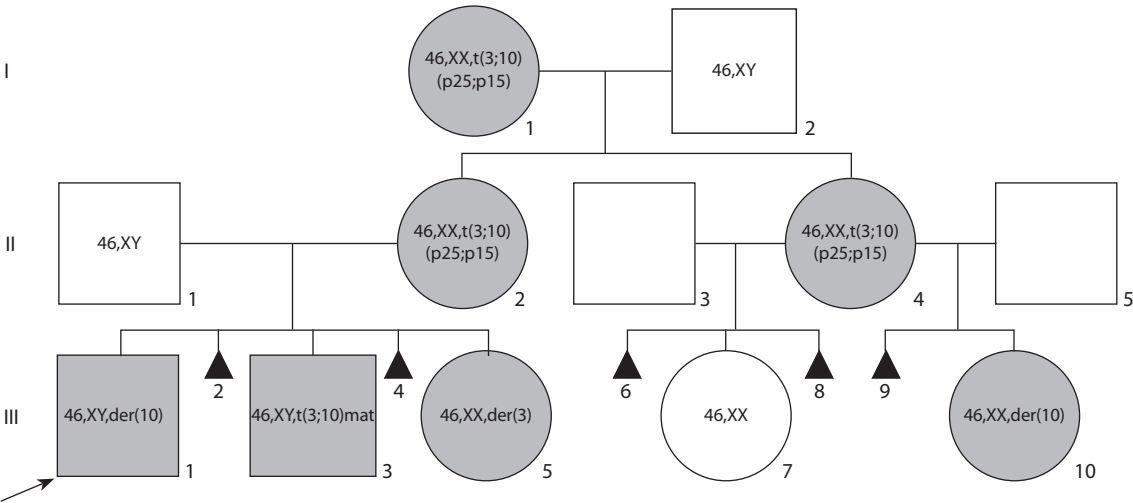 I
46,XX,t(3;10)
(p25;p15)
1
46,XY
2
II
46,XY
1
46,XX,t(3;10)
(p25;p15)
2
3
46,XX,t(3;10)
(p25;p15)
4
5
III
46,XY,der(10)
1
2
46,XY,t(3;10)mat
3
4
46,XX,der(3)
5
6
46,XX
7
8
9
46,XX,der(10)
10